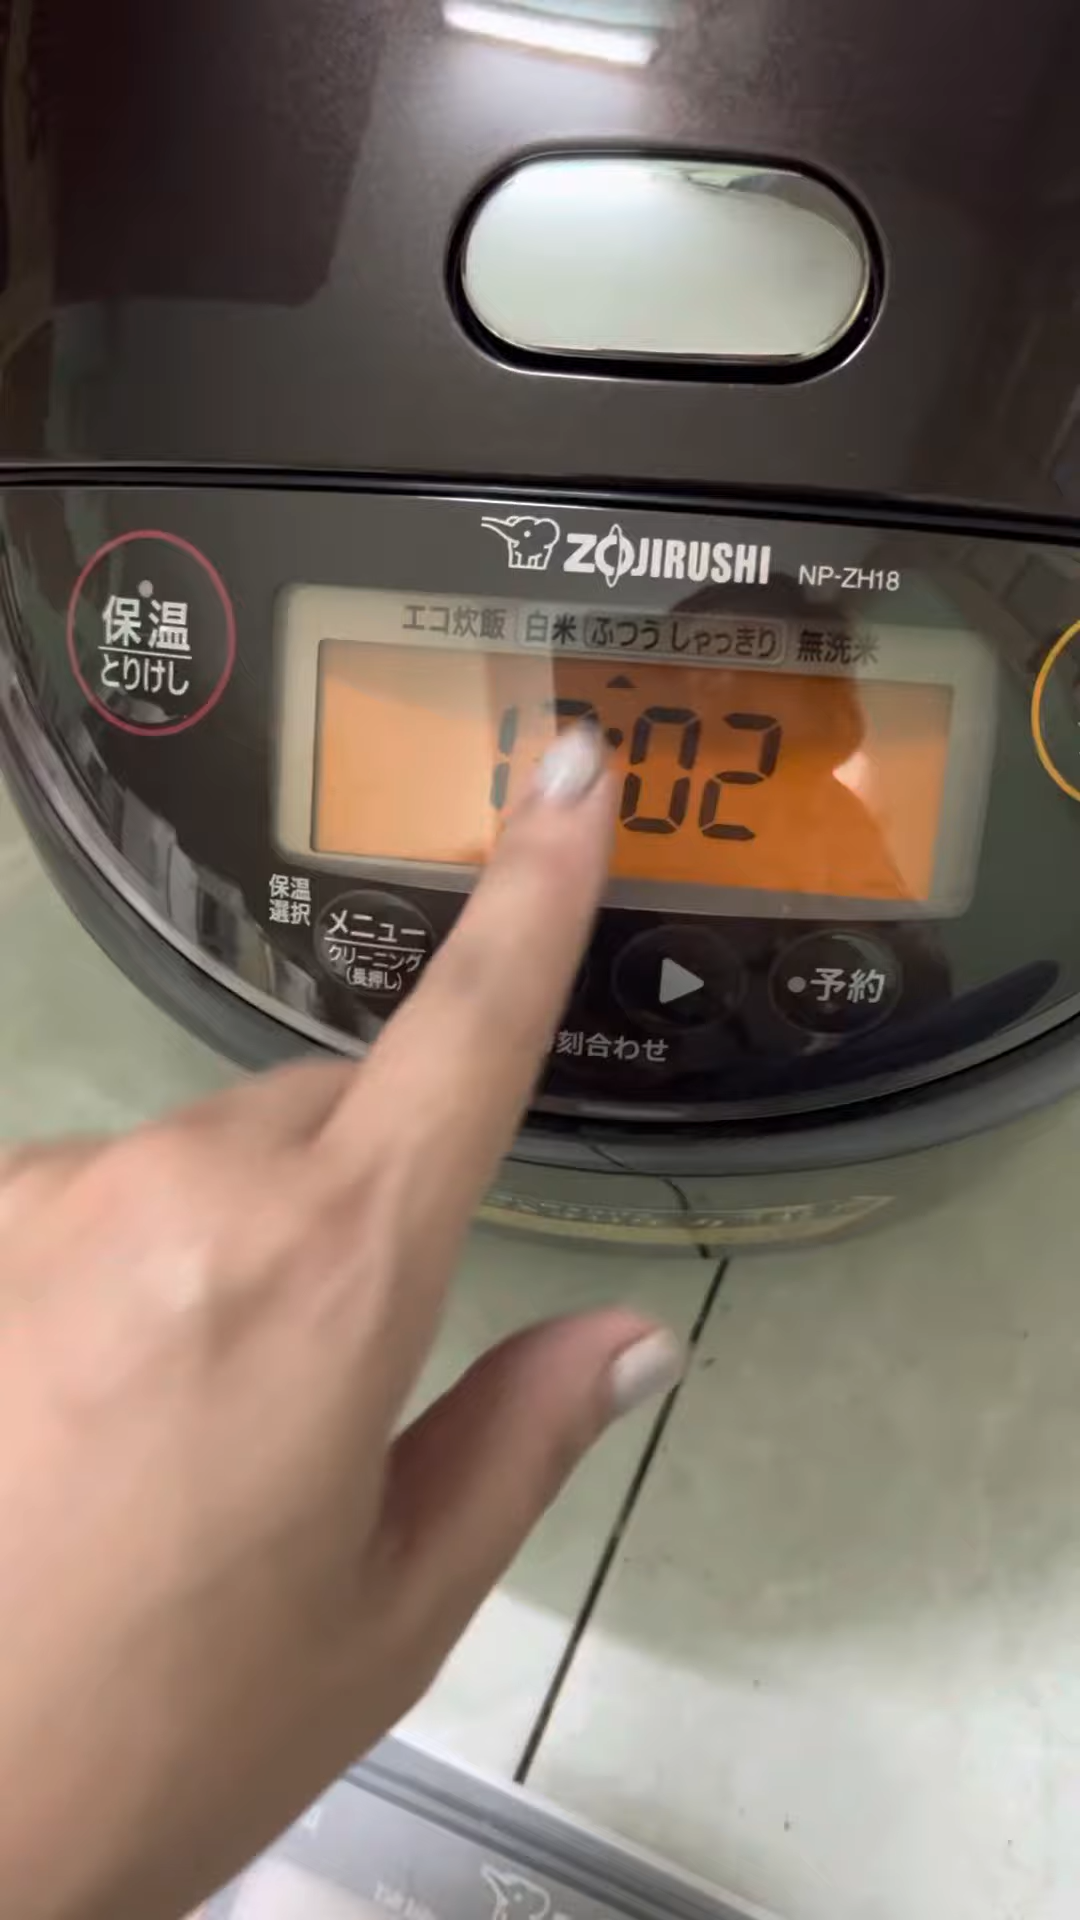 ZOJIRUSHI NP-ZH18
エコ炊飯 白米 ふつう しゃっきり 無洗米
保温
とりけし
:02
保温
選択
メニュー
クリーニング
(長押し)
予約
刻合わせ